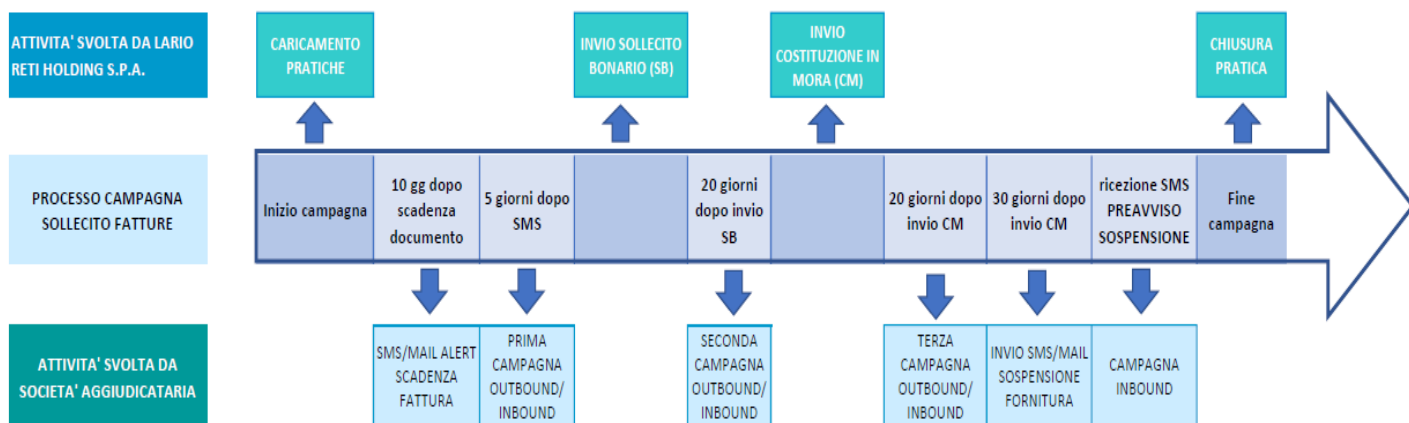 ATTIVITA' SVOLTA DA LARIO
RETI HOLDING S.P.A.
CARICAMENTO
PRATICHE
INVIO SOLLECITO
BONARIO (SB)
INVIO
COSTITUZIONE IN
MORA (CM)
CHIUSURA
PRATICA
PROCESSO CAMPAGNA
SOLLECITO FATTURE
Inizio campagna
10 gg dopo
scadenza
documento
5 giorni dopo
SMS
20 giorni
dopo invio
SB
20 giorni dopo
invio CM
30 giorni dopo
invio CM
ricezione SMS
PREAVVISO
SOSPENSIONE
Fine
campagna
ATTIVITA' SVOLTA DA
SOCIETA' AGGIUDICATARIA
SMS/MAIL ALERT
SCADENZA
FATTURA
PRIMA
CAMPAGNA
OUTBOUND/
INBOUND
SECONDA
CAMPAGNA
OUTBOUND/
INBOUND
TERZA
CAMPAGNA
OUTBOUND/
INBOUND
INVIO SMS/MAIL
SOSPENSIONE
FORNITURA
CAMPAGNA
INBOUND